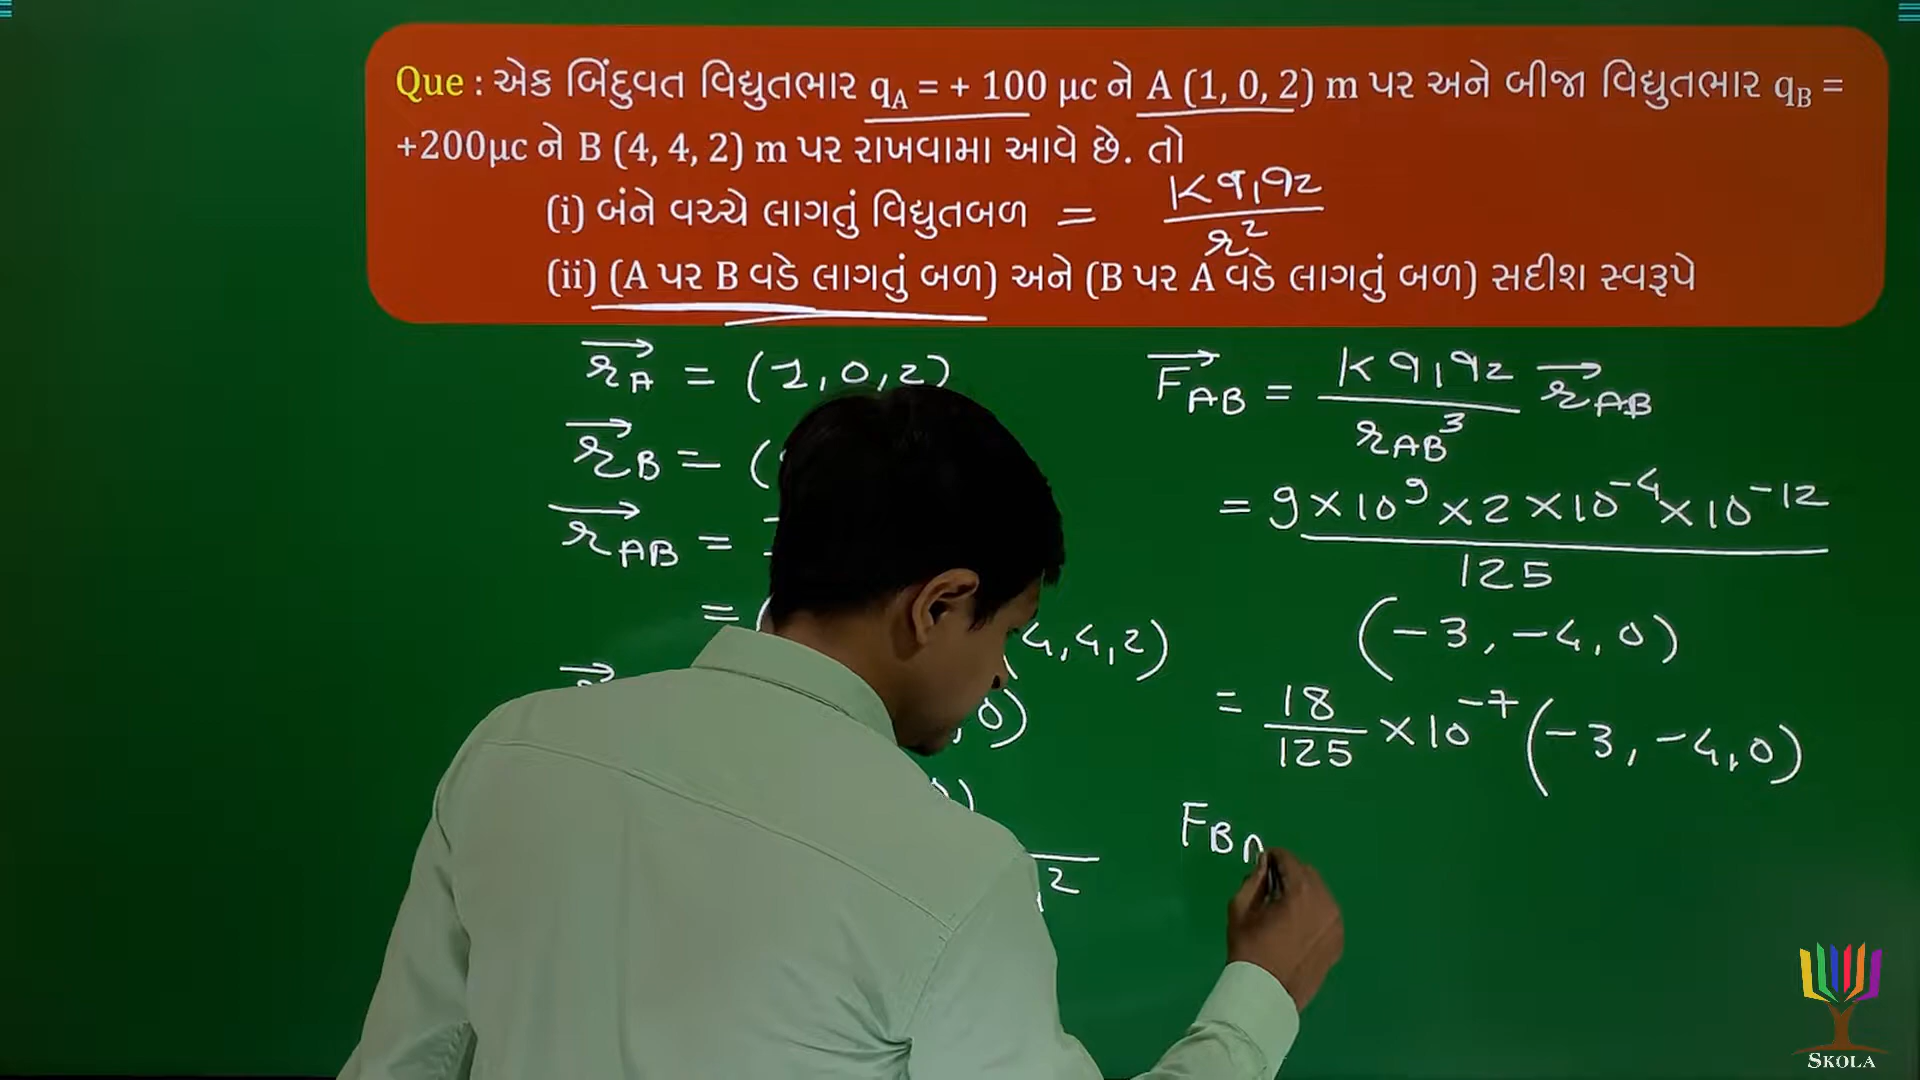 Que : એક બિંદુવત વિદ્યુતભાર qA = + 100 μc ને A (1, 0, 2) m પર અને બીજા વિદ્યુતભાર qB =
+200μc ને B (4, 4, 2) m પર રાખવામા આવે છે. તો
(i) બંને વચ્ચે લાગતું વિદ્યુતબળ = Kq1q2 / r²
(ii) (A પર B વડે લાગતું બળ) અને (B પર A વડે લાગતું બળ) સદીશ સ્વરૂપે
rA = (1, 0, 2)
rB = (
rAB =
=
4, 4, 2)
, 0)
)
2
FAB = Kq1q2 / rAB³ rAB
= 9 × 10⁹ × 2 × 10⁻⁴ × 10⁻¹²
125
(-3, -4, 0)
= 18/125 × 10⁻⁷ (-3, -4, 0)
FB
SKOLA